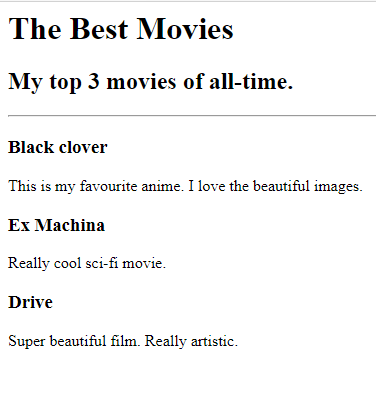 The Best Movies
My top 3 movies of all-time.
Black clover
This is my favourite anime. I love the beautiful images.
Ex Machina
Really cool sci-fi movie.
Drive
Super beautiful film. Really artistic.